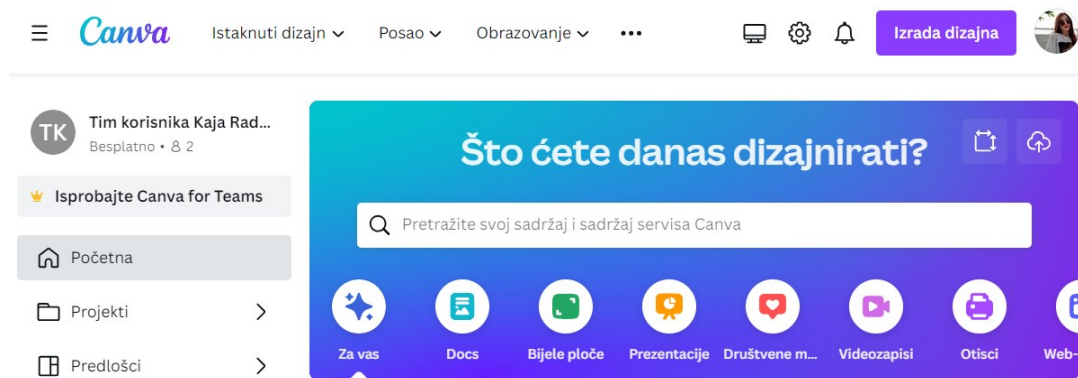 Canva
Istaknuti dizajn
Posao
Obrazovanje
Izrada dizajna
TK
Tim korisnika Kaja Rad...
Besplatno • 2
Isprobajte Canva for Teams
Početna
Projekti
Predlošci
Što ćete danas dizajnirati?
Pretražite svoj sadržaj i sadržaj servisa Canva
Za vas
Docs
Bijele ploče
Prezentacije
Društvene m...
Videozapisi
Otisci
Web-